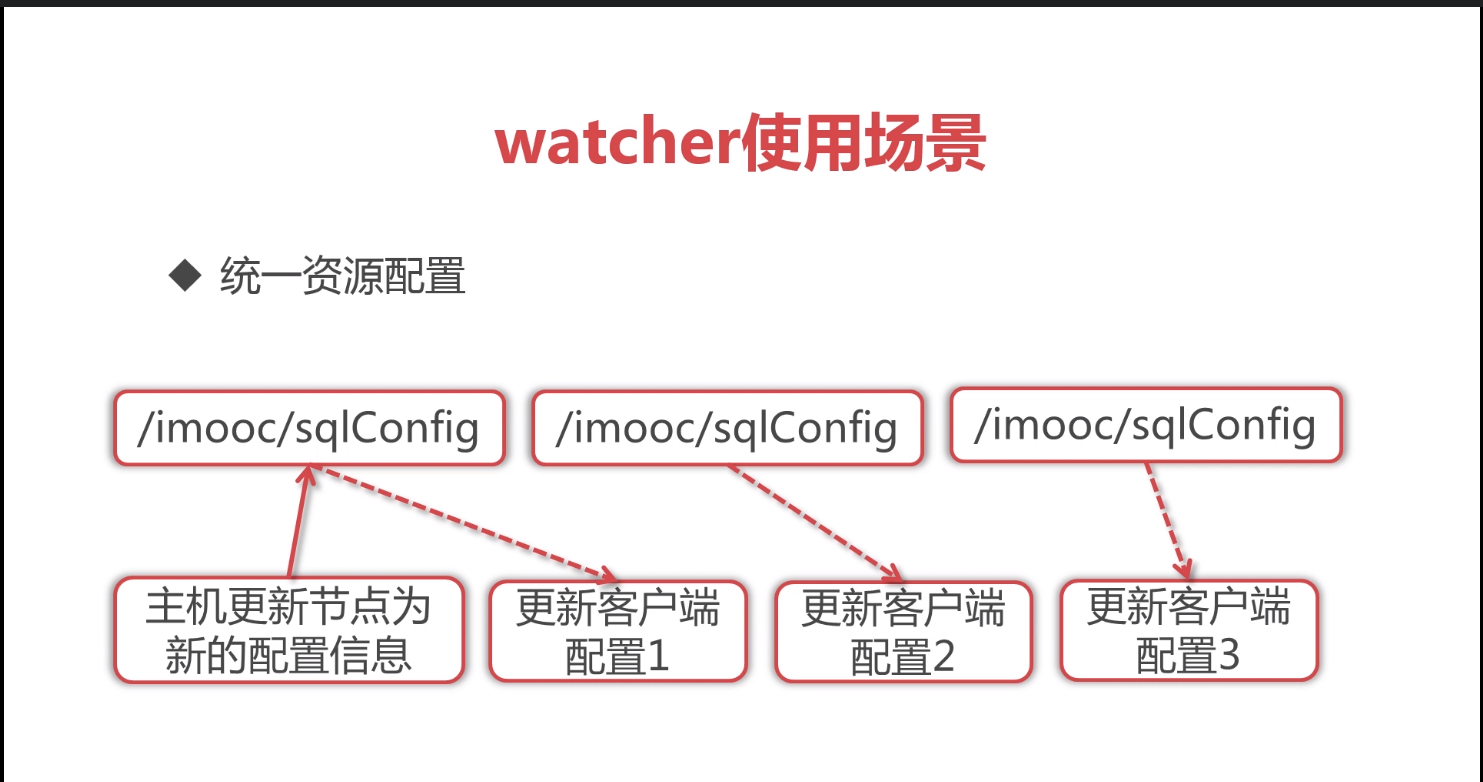 watcher使用场景
统一资源配置
/imooc/sqlConfig
/imooc/sqlConfig
/imooc/sqlConfig
主机更新节点为
新的配置信息
更新客户端
配置1
更新客户端
配置2
更新客户端
配置3